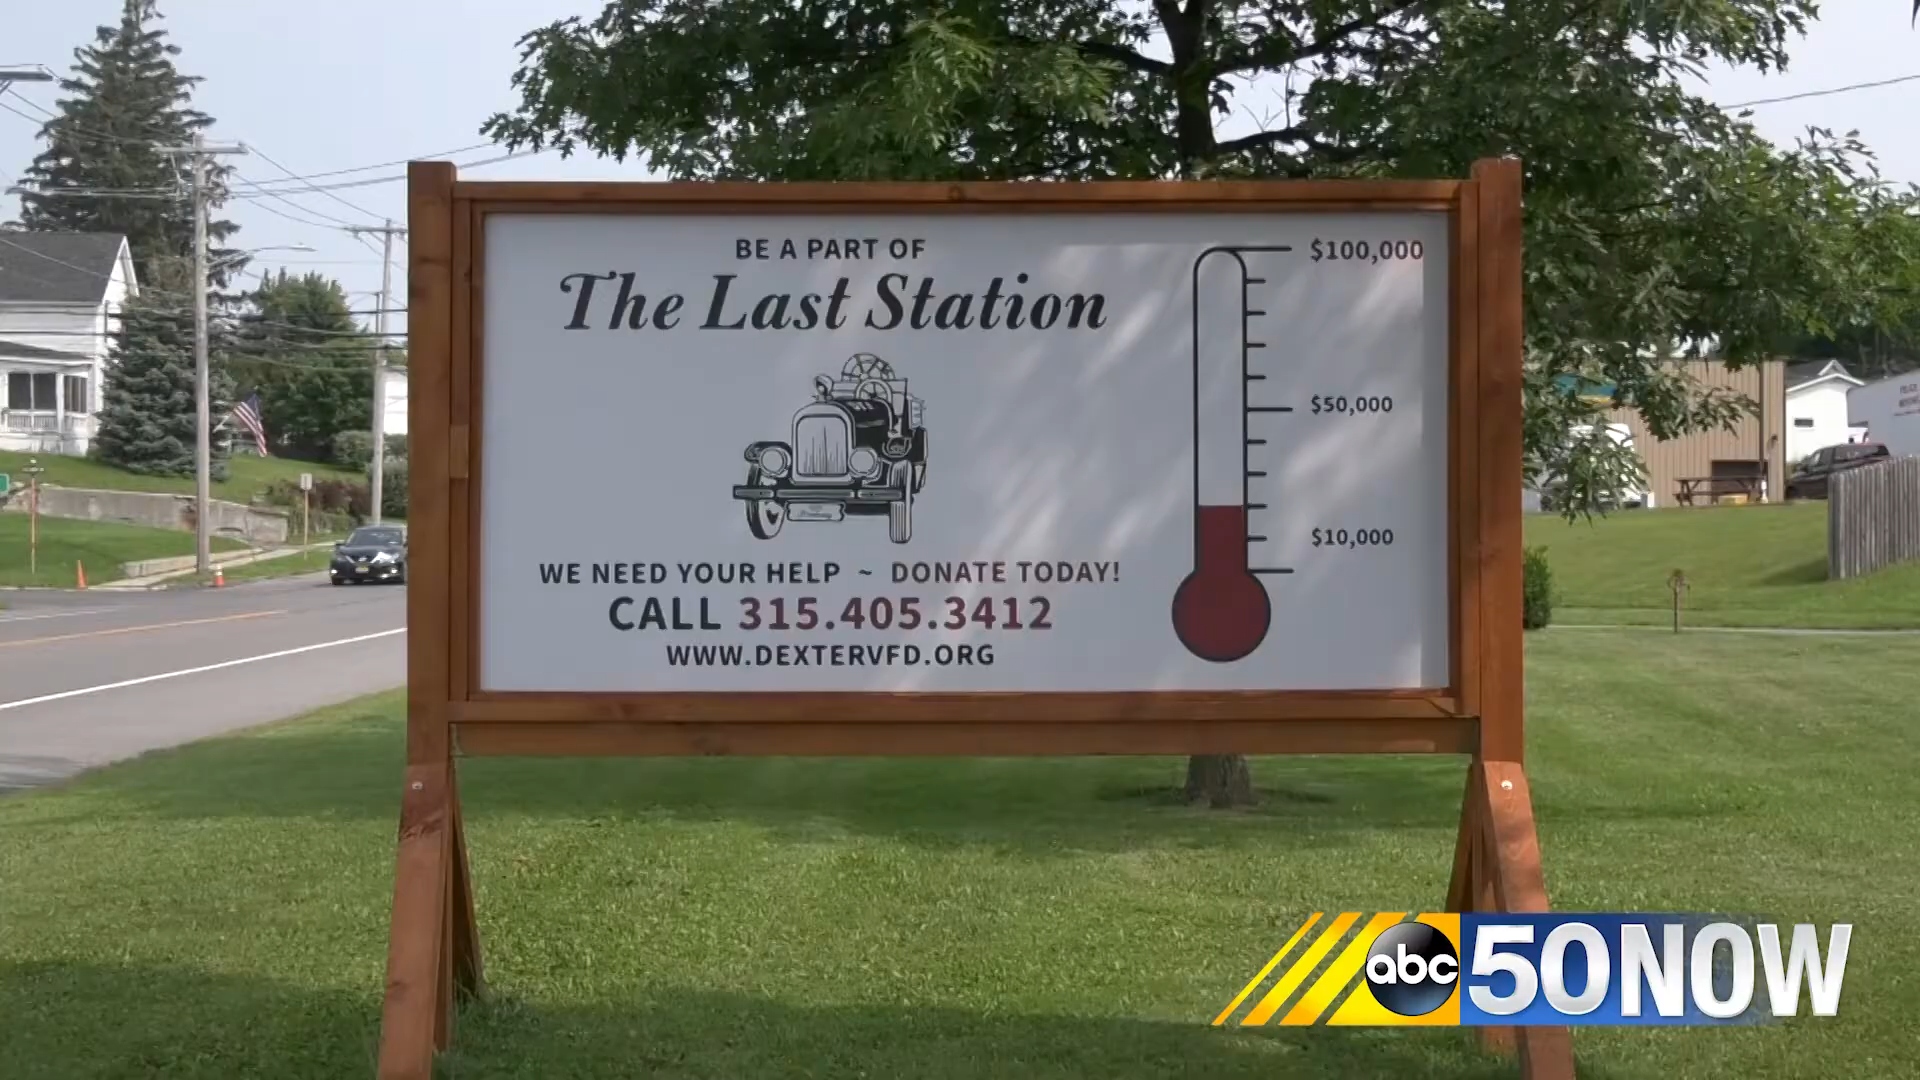 BE A PART OF
The Last Station
WE NEED YOUR HELP ~ DONATE TODAY!
CALL 315.405.3412
WWW.DEXTERVFD.ORG
$100,000
$50,000
$10,000
abc 50NOW